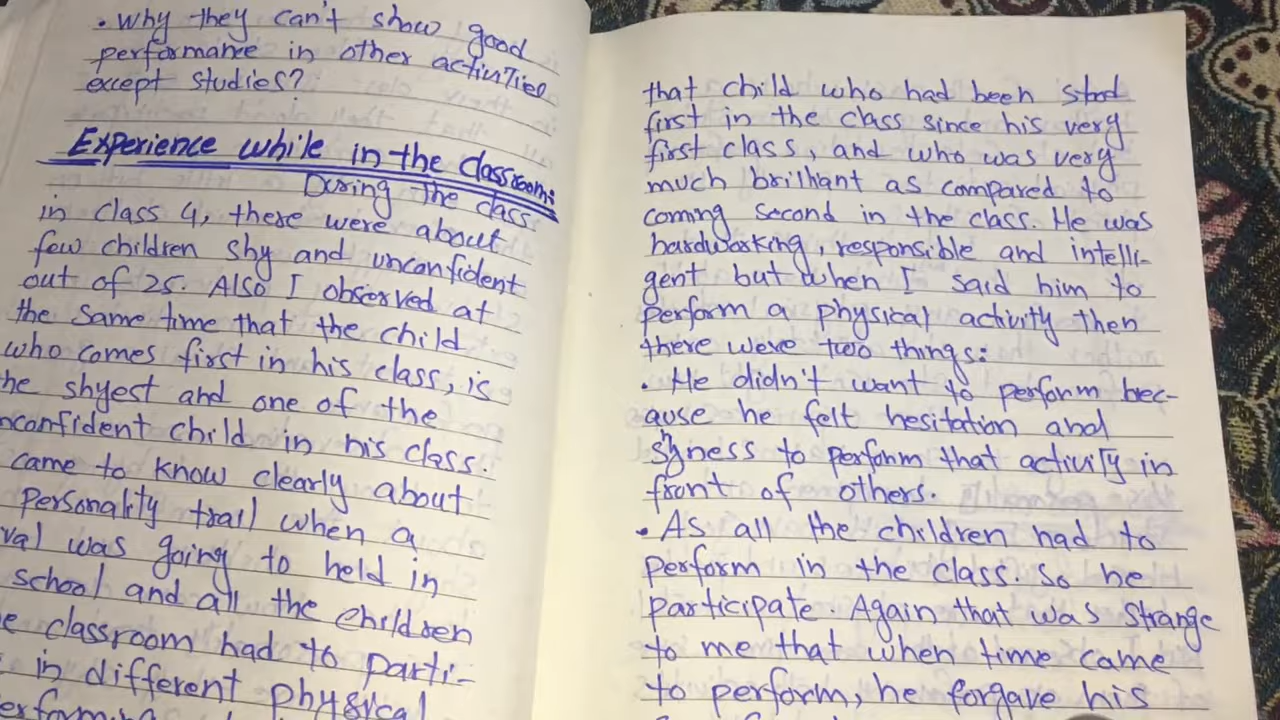 • Why they can't show good
performance in other activities
except studies?
Experience while in the classroom:
During the class
in class 4, there were about
few children shy and unconfident
out of 25. Also I observed at
the same time that the child
who comes first in his class, is
he shyest and one of the
nconfident child in his class.
came to know clearly about
personality trait when a
val was going to held in
school and all the children
e classroom had to parti-
in different physical
that child who had been stood
first in the class since his very
first class, and who was very
much brilliant as compared to
coming second in the class. He was
hardworking, responsible and intelli-
gent but when I said him to
perform a physical activity then
there were two things:
• He didn't want to perform bec-
ause he felt hesitation and
shyness to perform that activity in
front of others.
• As all the children had to
perform in the class. So he
participate. Again that was strange
to me that when time came
to perform, he forgave his